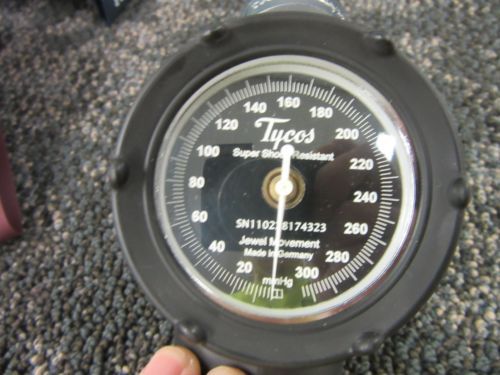 160
140 180
120 200
Tycos
Super Shock Resistant
100 220
80 240
SN110238174323
60 260
Jewel Movement
Made in Germany
40 280
20 mmHg 300